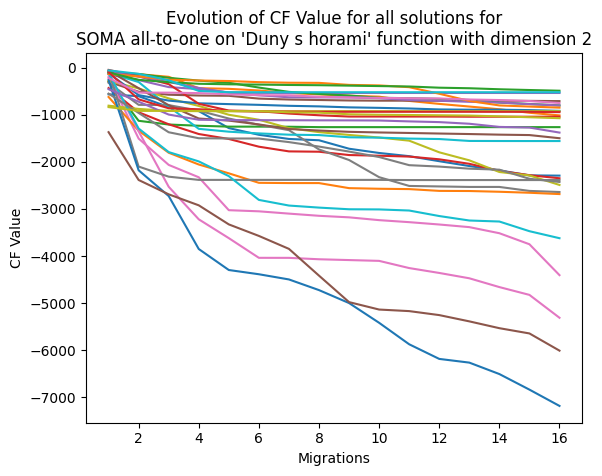 Evolution of CF Value for all solutions for
SOMA all-to-one on 'Duny s horami' function with dimension 2
0
−1000
−2000
−3000
−4000
−5000
−6000
−7000
CF Value
2 4 6 8 10 12 14 16
Migrations